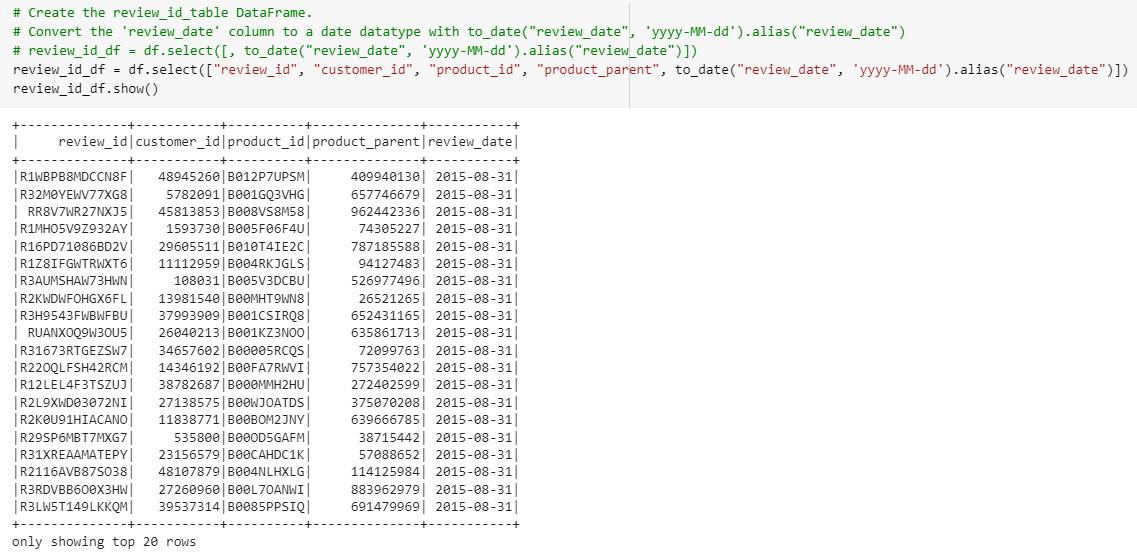 # Create the review_id_table DataFrame.
# Convert the 'review_date' column to a date datatype with to_date("review_date", 'yyyy-MM-dd').alias("review_date")
# review_id_df = df.select([, to_date("review_date", 'yyyy-MM-dd').alias("review_date")])
review_id_df = df.select(["review_id", "customer_id", "product_id", "product_parent", to_date("review_date", 'yyyy-MM-dd').alias("review_date")])
review_id_df.show()
+--------------+-----------+----------+--------------+-----------+
|     review_id|customer_id|product_id|product_parent|review_date|
+--------------+-----------+----------+--------------+-----------+
|R1WBPB8MDCCN8F|   48945260|B012P7UPSM|     409940130| 2015-08-31|
|R32M0YEWV77XG8|    5782091|B001GQ3VHG|     657746679| 2015-08-31|
| RR8V7WR27NXJ5|   45813853|B008VS8M58|     962442336| 2015-08-31|
|R1MHO5V9Z932AY|    1593730|B005F06F4U|      74305227| 2015-08-31|
|R16PD71086BD2V|   29605511|B010T4IE2C|     787185588| 2015-08-31|
|R1Z8IFGWTRWXT6|   11112959|B004RKJGLS|      94127483| 2015-08-31|
|R3AUMSHAW73HWN|     108031|B005V3DCBU|     526977496| 2015-08-31|
|R2KWDWFOHGX6FL|   13981540|B00MHT9WN8|      26521265| 2015-08-31|
|R3H9543FWBWFBU|   37993909|B001CSIRQ8|     652431165| 2015-08-31|
| RUANXOQ9W3OU5|   26040213|B001KZ3NOO|     635861713| 2015-08-31|
|R31673RTGEZSW7|   34657602|B00005RCQS|      72099763| 2015-08-31|
|R22OQLFSH42RCM|   14346192|B00FA7RWVI|     757354022| 2015-08-31|
|R12LEL4F3TSZUJ|   38782687|B000MMH2HU|     272402599| 2015-08-31|
|R2L9XWD03072NI|   27138575|B00WJOATDS|     375070208| 2015-08-31|
|R2K0U91HIACANO|   11838771|B00BOM2JNY|     639666785| 2015-08-31|
|R29SP6MBT7MXG7|     535800|B00OD5GAFM|      38715442| 2015-08-31|
|R31XREAAMATEPY|   23156579|B00CAHDC1K|      57088652| 2015-08-31|
|R2116AVB87SO38|   48107879|B004NLHXLG|     114125984| 2015-08-31|
|R3RDVBB6O0X3HW|   27260960|B00L7OANWI|     883962979| 2015-08-31|
|R3LW5T149LKKQM|   39537314|B0085PPSIQ|     691479969| 2015-08-31|
+--------------+-----------+----------+--------------+-----------+
only showing top 20 rows